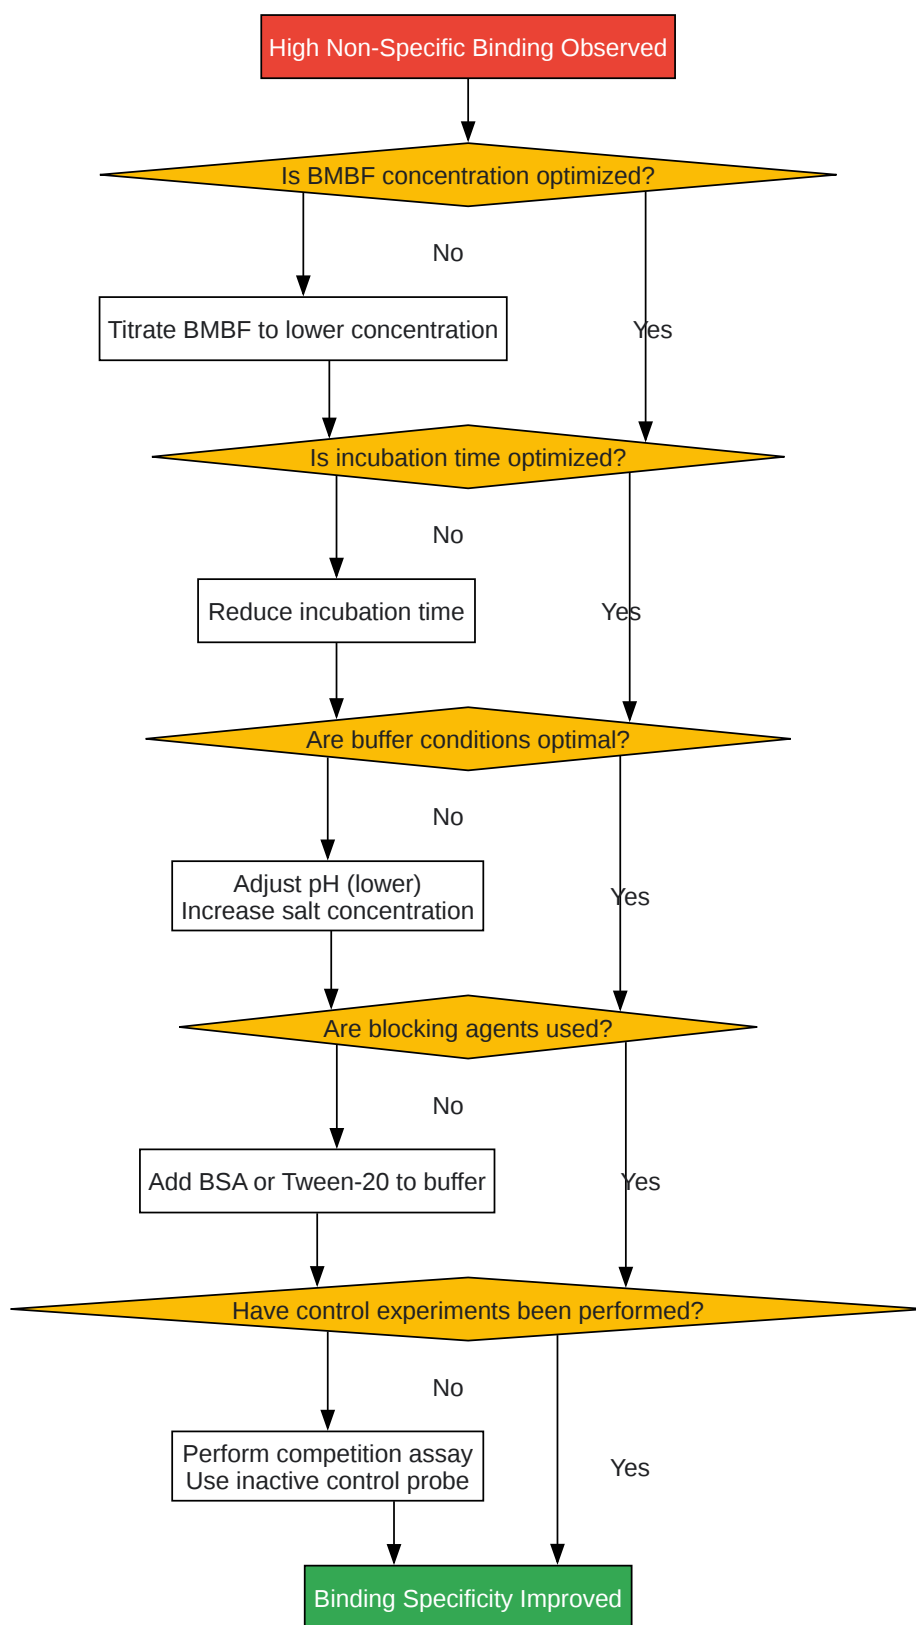 High Non-Specific Binding Observed
Is BMBF concentration optimized?
No
Titrate BMBF to lower concentration
Yes
Is incubation time optimized?
No
Reduce incubation time
Yes
Are buffer conditions optimal?
No
Adjust pH (lower)
Increase salt concentration
Yes
Are blocking agents used?
No
Add BSA or Tween-20 to buffer
Yes
Have control experiments been performed?
No
Perform competition assay
Use inactive control probe
Yes
Binding Specificity Improved